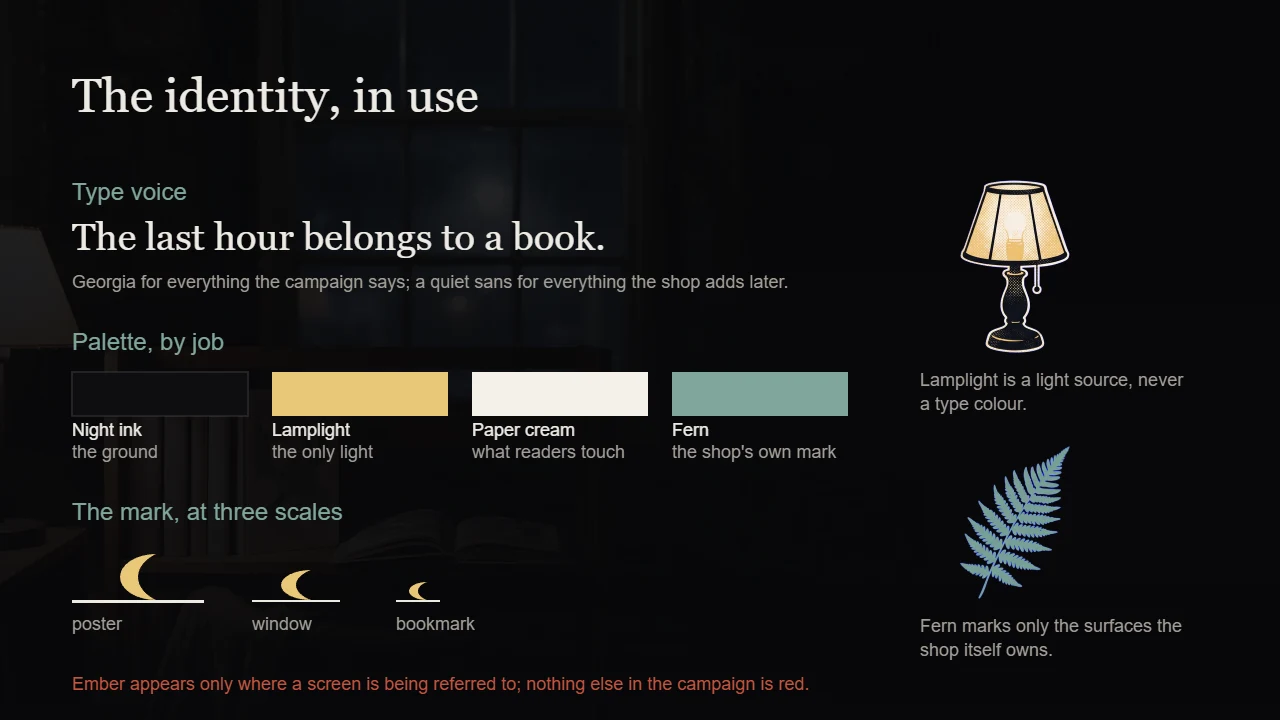 The identity, in use
Type voice
The last hour belongs to a book.
Georgia for everything the campaign says; a quiet sans for everything the shop adds later.
Palette, by job
Night ink
the ground
Lamplight
the only light
Paper cream
what readers touch
Fern
the shop's own mark
The mark, at three scales
poster
window
bookmark
Ember appears only where a screen is being referred to; nothing else in the campaign is red.
Lamplight is a light source, never
a type colour.
Fern marks only the surfaces the
shop itself owns.